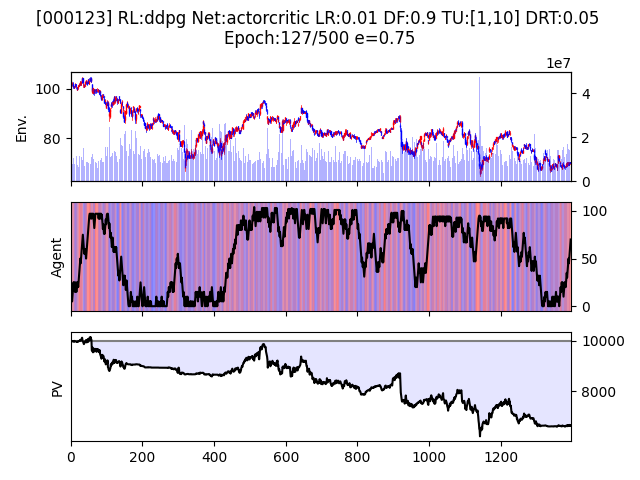 [000123] RL:ddpg Net:actorcritic LR:0.01 DF:0.9 TU:[1,10] DRT:0.05
Epoch:127/500 e=0.75
1e7
100
80
Env.
4
2
0
Agent
100
50
0
PV
10000
8000
0 200 400 600 800 1000 1200